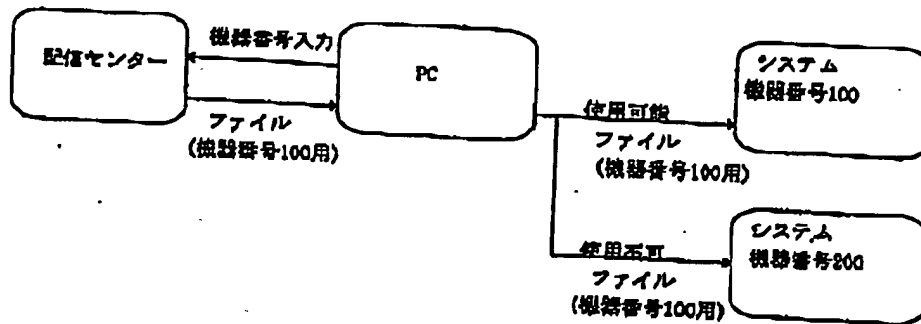 配信センター
機器番号入力
PC
ファイル
(機器番号100用)
システム
機器番号100
使用可能
ファイル
(機器番号100用)
システム
機器番号200
使用不可
ファイル
(機器番号100用)